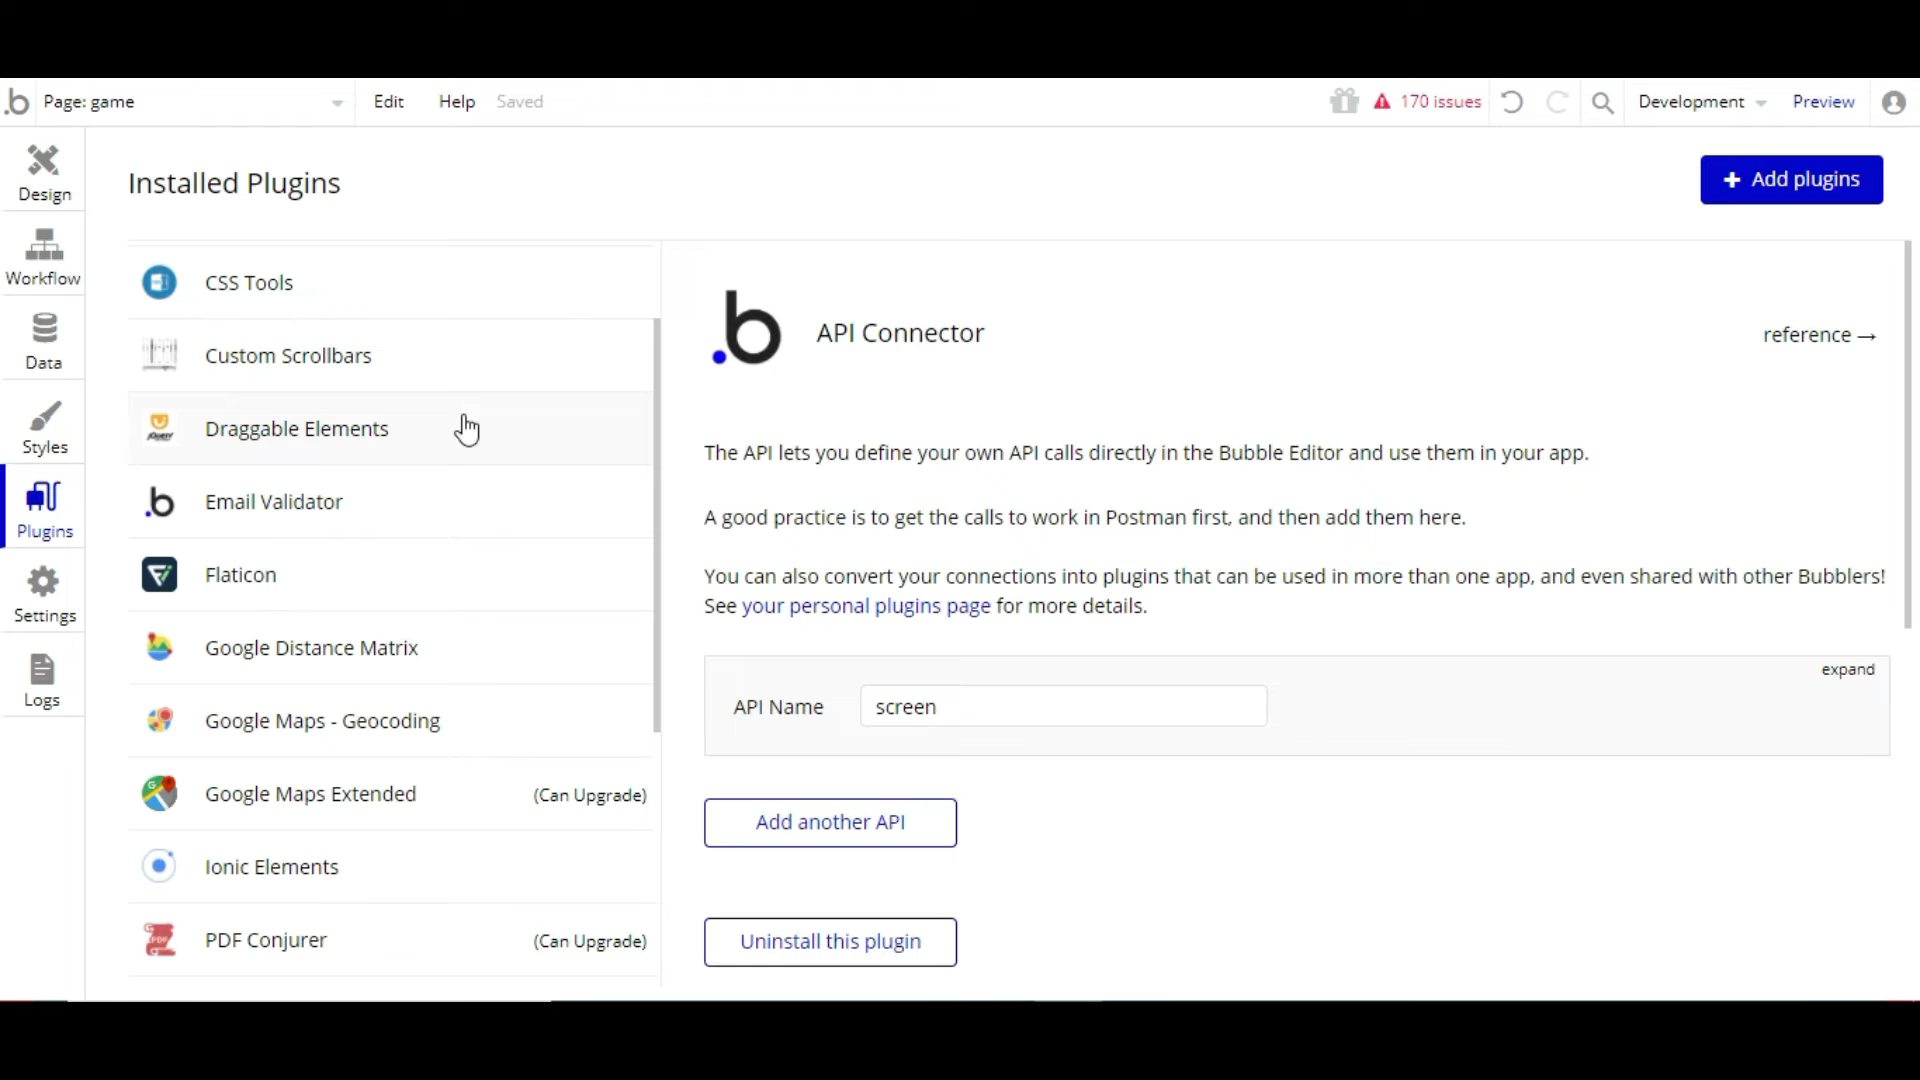 Page: game
Edit
Help
Saved
170 issues
Development
Preview
Design
Workflow
Data
Styles
Plugins
Settings
Logs
Installed Plugins
+ Add plugins
CSS Tools
Custom Scrollbars
Draggable Elements
Email Validator
Flaticon
Google Distance Matrix
Google Maps - Geocoding
Google Maps Extended (Can Upgrade)
Ionic Elements
PDF Conjurer (Can Upgrade)
API Connector
reference →
The API lets you define your own API calls directly in the Bubble Editor and use them in your app.
A good practice is to get the calls to work in Postman first, and then add them here.
You can also convert your connections into plugins that can be used in more than one app, and even shared with other Bubblers!
See your personal plugins page for more details.
expand
API Name screen
Add another API
Uninstall this plugin